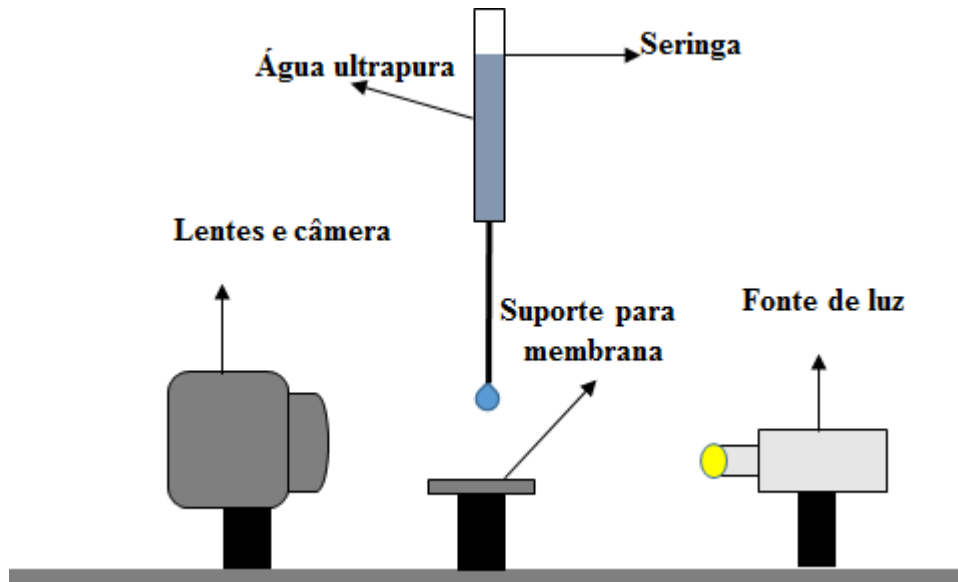 Seringa
Água ultrapura
Lentes e câmera
Suporte para
membrana
Fonte de luz